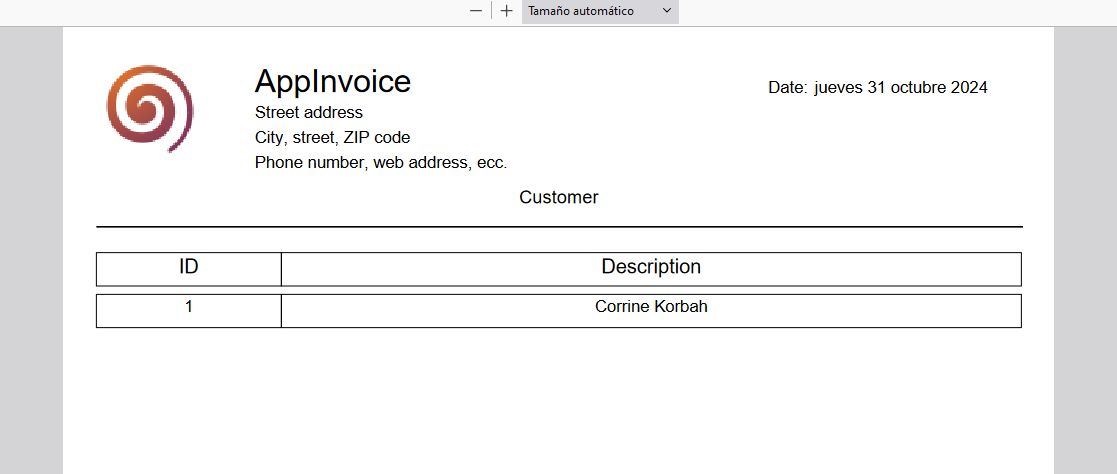 Tamaño automático
AppInvoice
Date: jueves 31 octubre 2024
Street address
City, street, ZIP code
Phone number, web address, ecc.
Customer
ID Description
1 Corrine Korbah